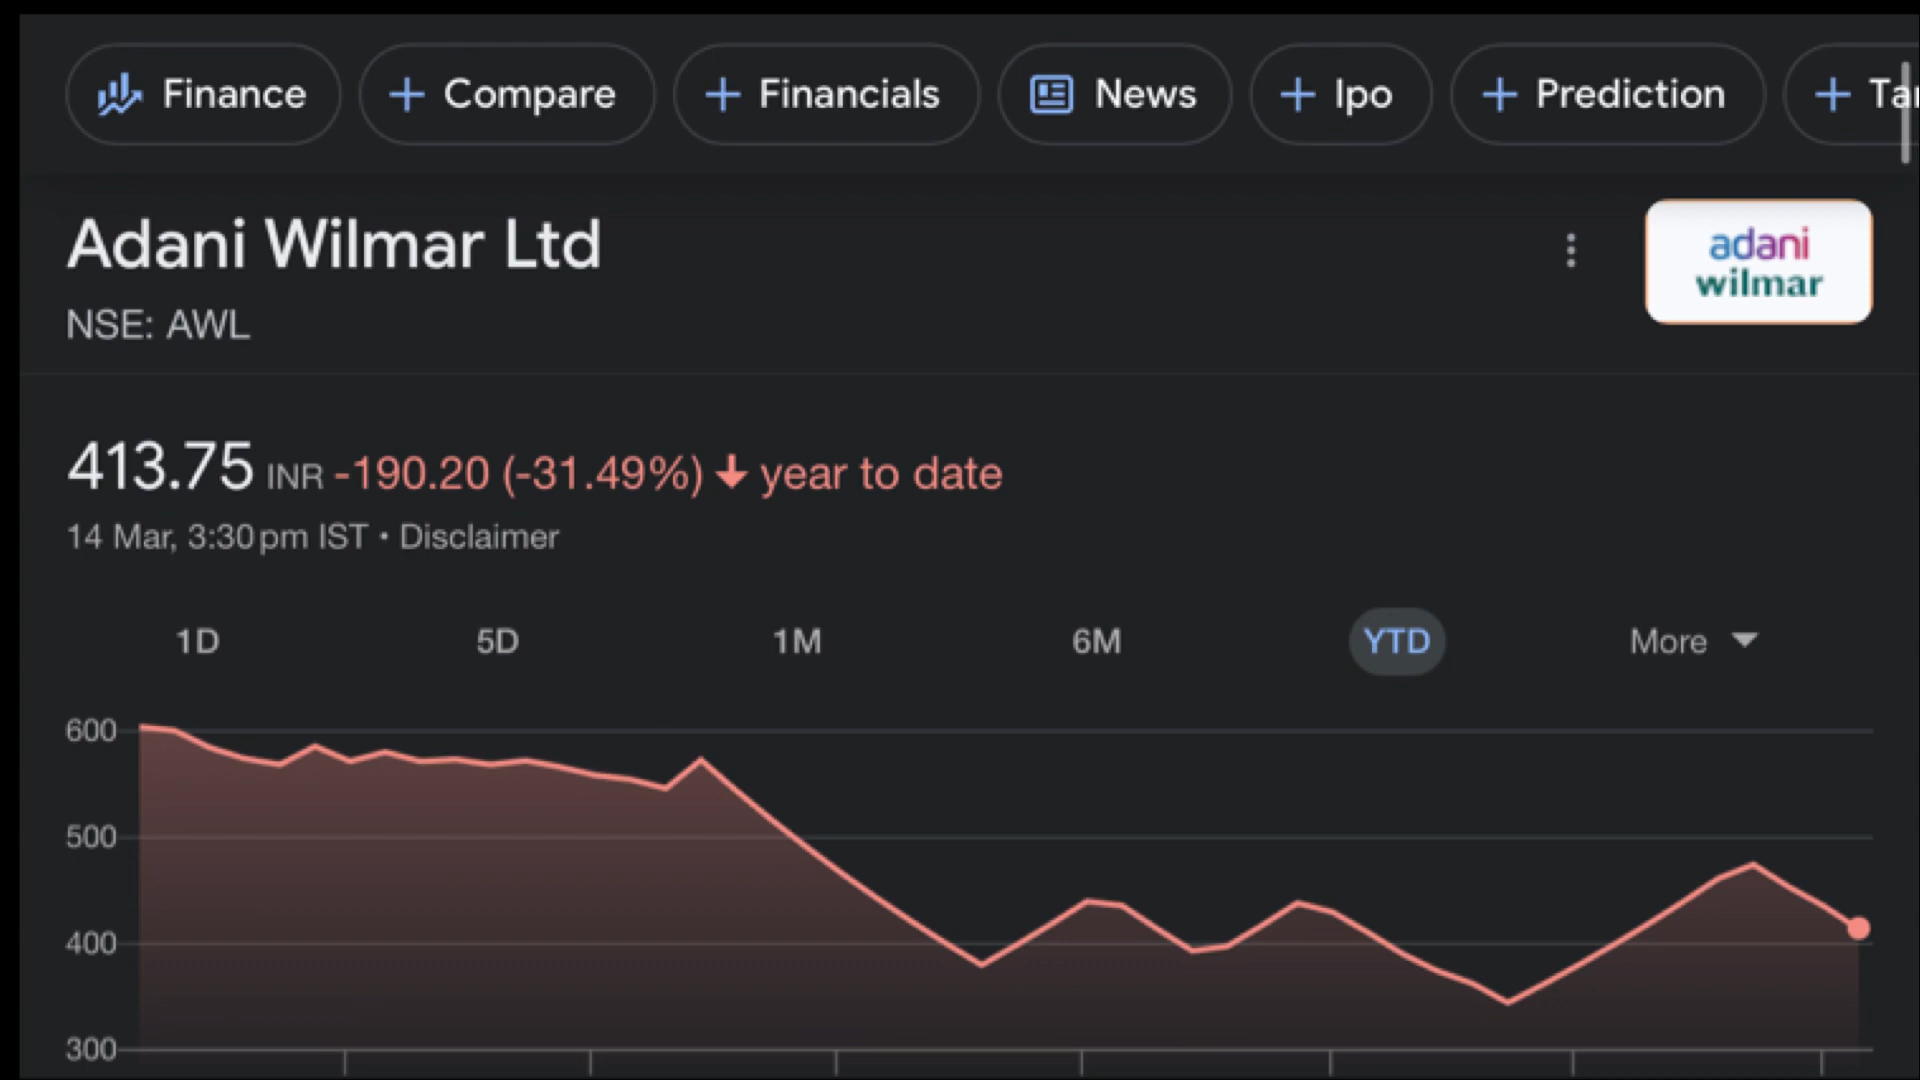 Finance Compare Financials News Ipo Prediction
Adani Wilmar Ltd
NSE: AWL
adani
wilmar
413.75 INR -190.20 (-31.49%) ↓ year to date
14 Mar, 3:30 pm IST • Disclaimer
1D 5D 1M 6M YTD More
600
500
400
300